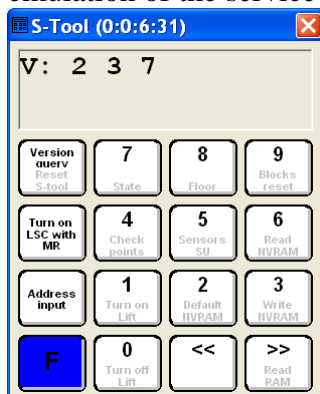 emulation of the service
S-Tool (0:0:6:31)
V: 2 3 7
Version
query
Reset
S-tool
7
State
8
Floor
9
Blocks
reset
Turn on
LSC with
MR
4
Check
points
5
Sensors
SU
6
Read
NVRAM
Address
input
1
Turn on
Lift
2
Default
NVRAM
3
Write
NVRAM
F
0
Turn off
Lift
<<
>>
Read
RAM